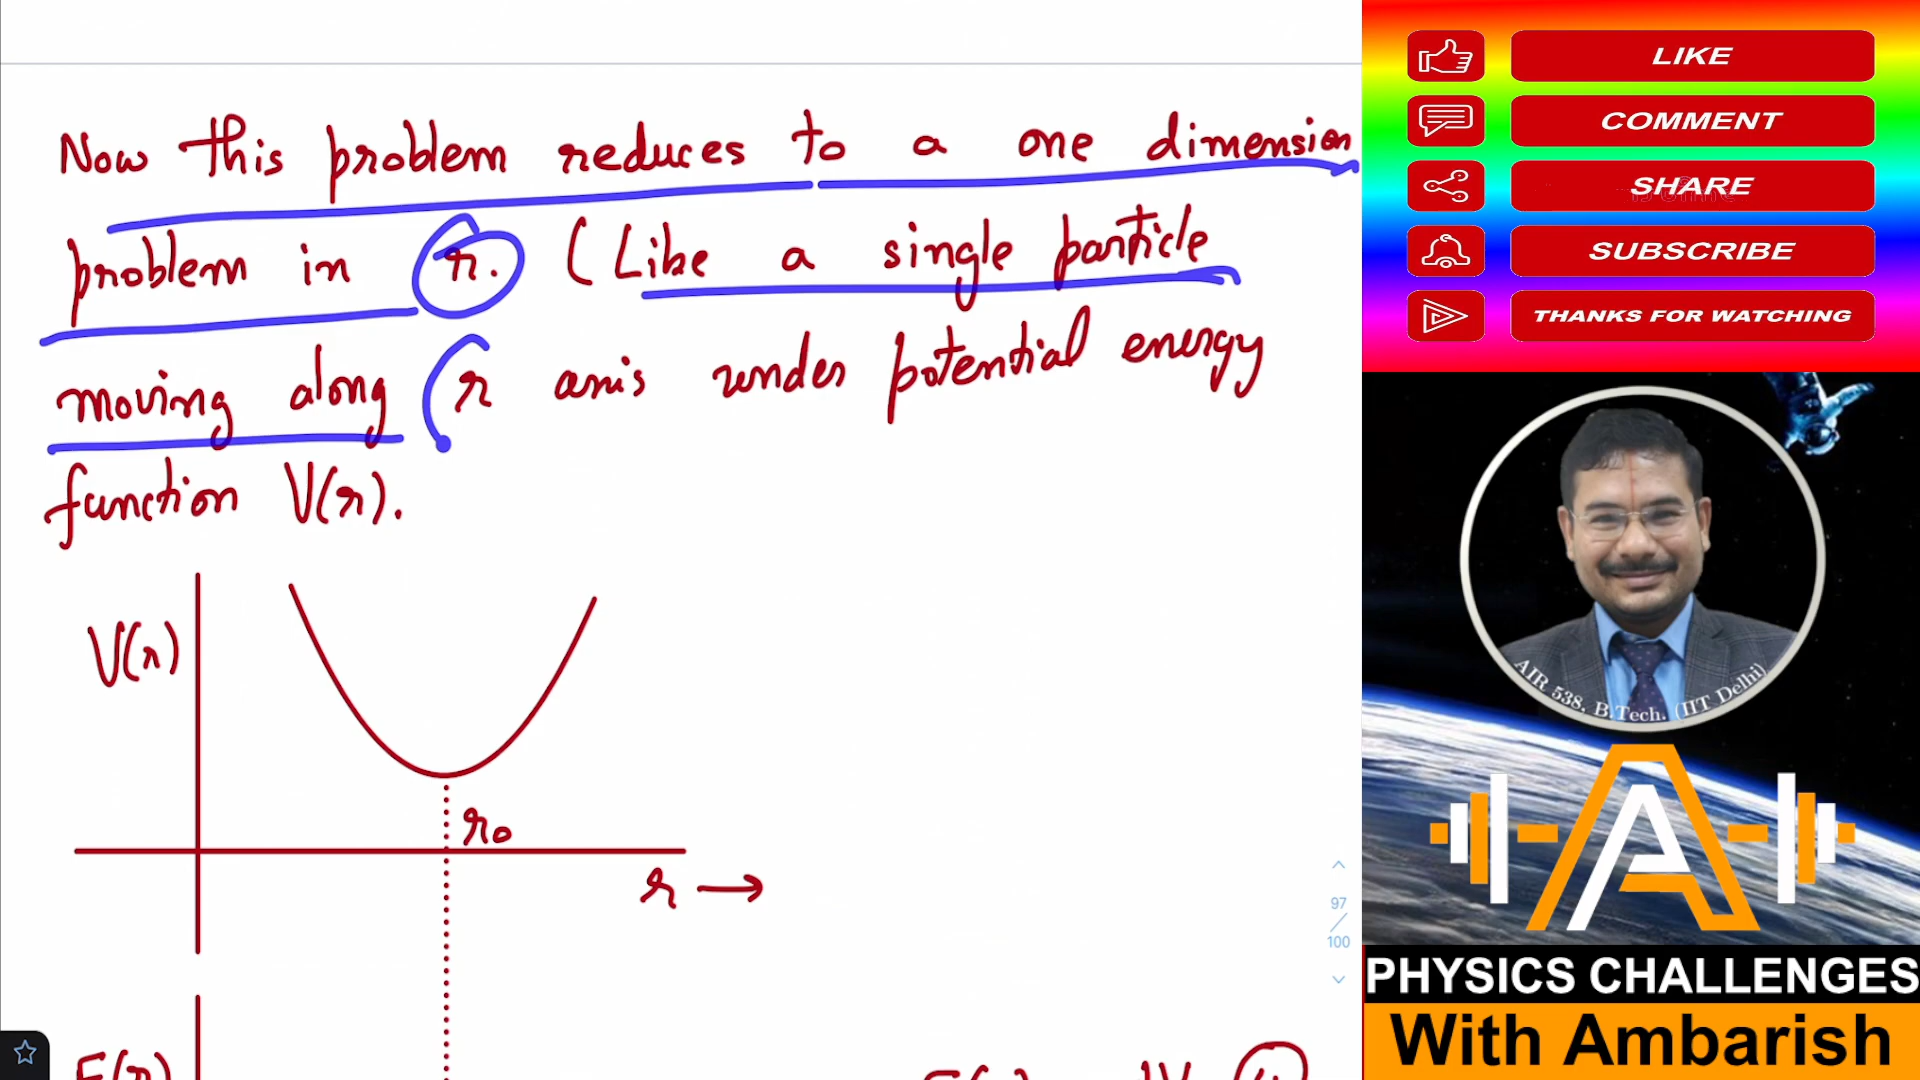 Now this problem reduces to a one dimension
problem in r. (Like a single particle
moving along r axis under potential energy
function V(r).
V(r)
r₀
r →
F(r)
97
/
100
LIKE
COMMENT
SHARE
SUBSCRIBE
THANKS FOR WATCHING
AIR 538, B.Tech. (IIT Delhi)
PHYSICS CHALLENGES
With Ambarish